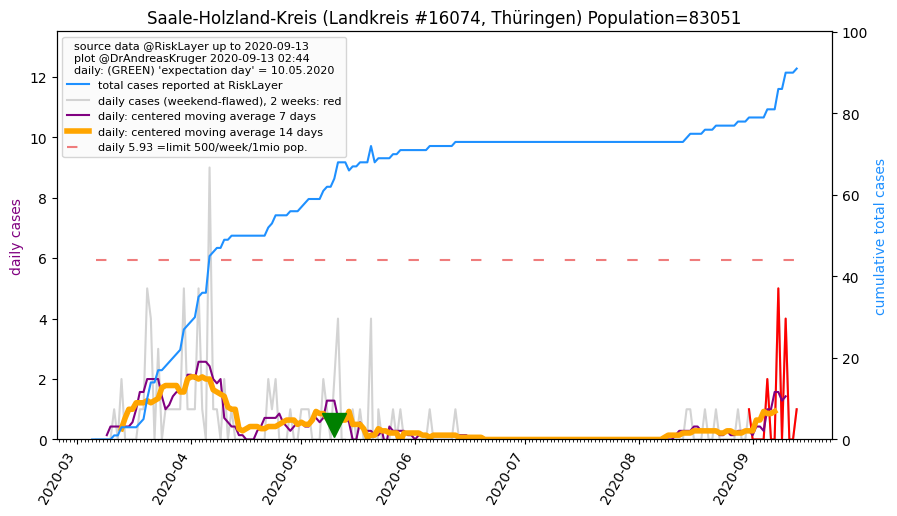 Saale-Holzland-Kreis (Landkreis #16074, Thüringen) Population=83051
source data @RiskLayer up to 2020-09-13
plot @DrAndreasKruger 2020-09-13 02:44
daily: (GREEN) 'expectation day' = 10.05.2020
total cases reported at RiskLayer
daily cases (weekend-flawed), 2 weeks: red
daily: centered moving average 7 days
daily: centered moving average 14 days
daily 5.93 =limit 500/week/1mio pop.
daily cases
12
10
8
6
4
2
0
cumulative total cases
100
80
60
40
20
0
2020-03
2020-04
2020-05
2020-06
2020-07
2020-08
2020-09